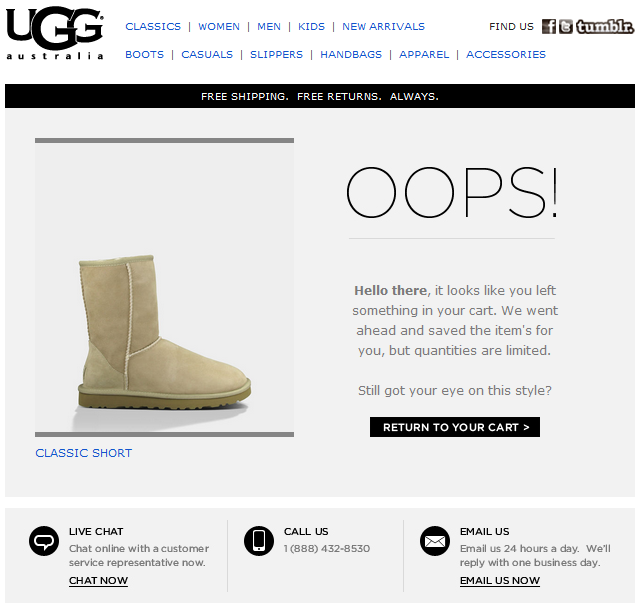 UGG®
australia
CLASSICS | WOMEN | MEN | KIDS | NEW ARRIVALS
FIND US f t tumblr.
BOOTS | CASUALS | SLIPPERS | HANDBAGS | APPAREL | ACCESSORIES
FREE SHIPPING. FREE RETURNS. ALWAYS.
OOPS!
Hello there, it looks like you left
something in your cart. We went
ahead and saved the item's for
you, but quantities are limited.
Still got your eye on this style?
RETURN TO YOUR CART >
CLASSIC SHORT
LIVE CHAT
Chat online with a customer
service representative now.
CHAT NOW
CALL US
1 (888) 432-8530
EMAIL US
Email us 24 hours a day. We'll
reply with one business day.
EMAIL US NOW